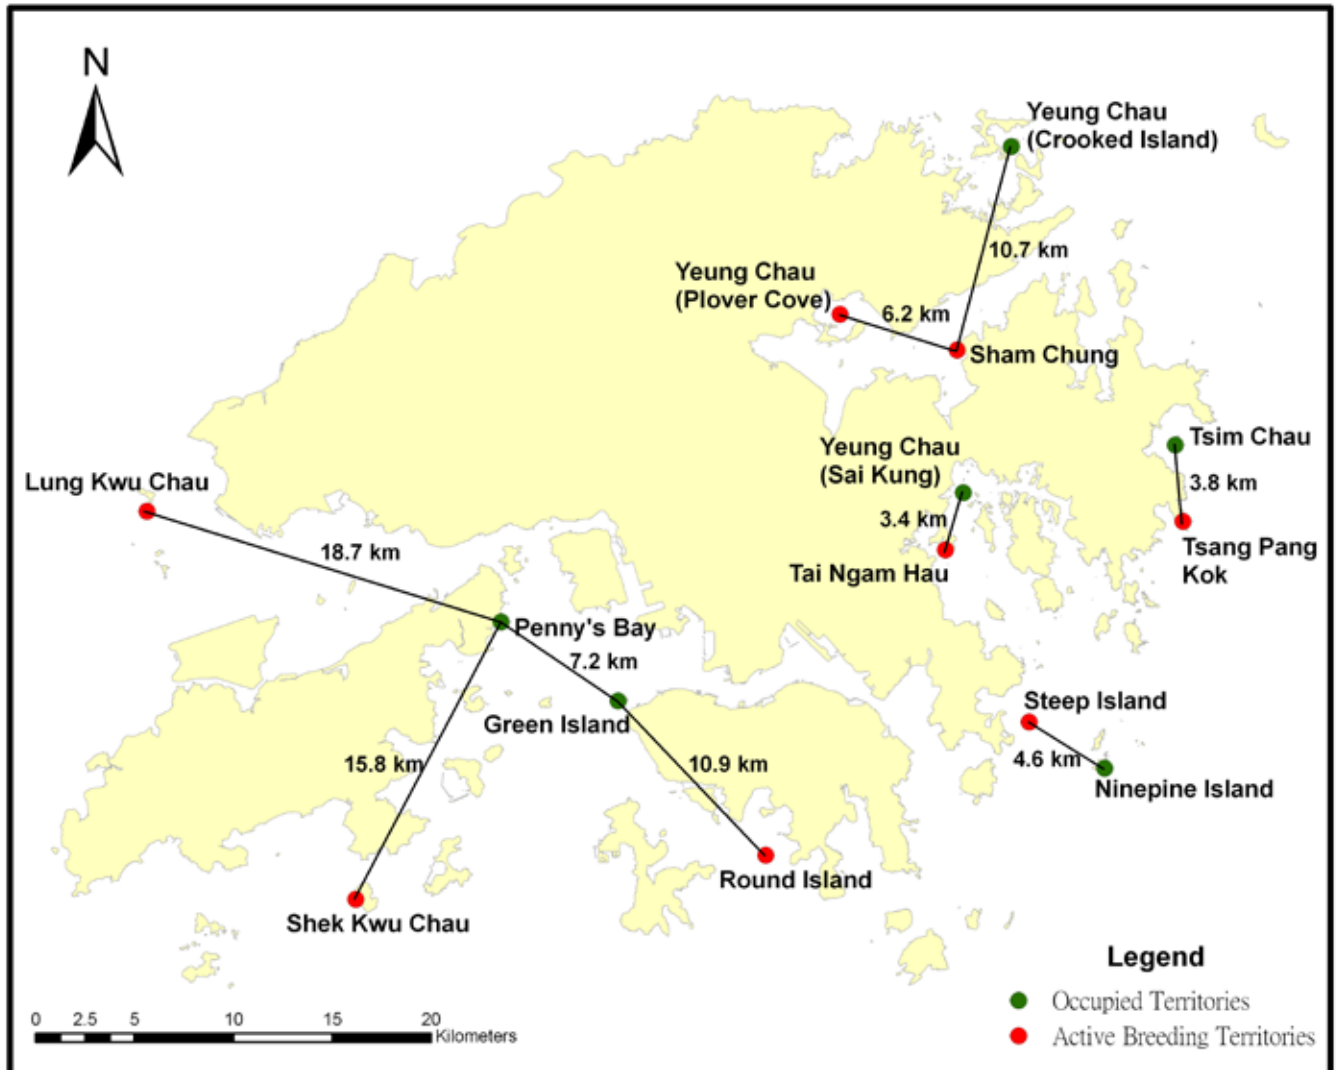 N
Yeung Chau
(Crooked Island)
10.7 km
Yeung Chau
(Plover Cove)
6.2 km
Sham Chung
Yeung Chau
(Sai Kung)
Tsim Chau
3.8 km
Lung Kwu Chau
3.4 km
18.7 km
Tsang Pang
Kok
Tai Ngam Hau
Penny's Bay
7.2 km
Steep Island
Green Island
4.6 km
15.8 km
10.9 km
Ninepine Island
Round Island
Shek Kwu Chau
Legend
Occupied Territories
Active Breeding Territories
0 2.5 5 10 15 20
Kilometers